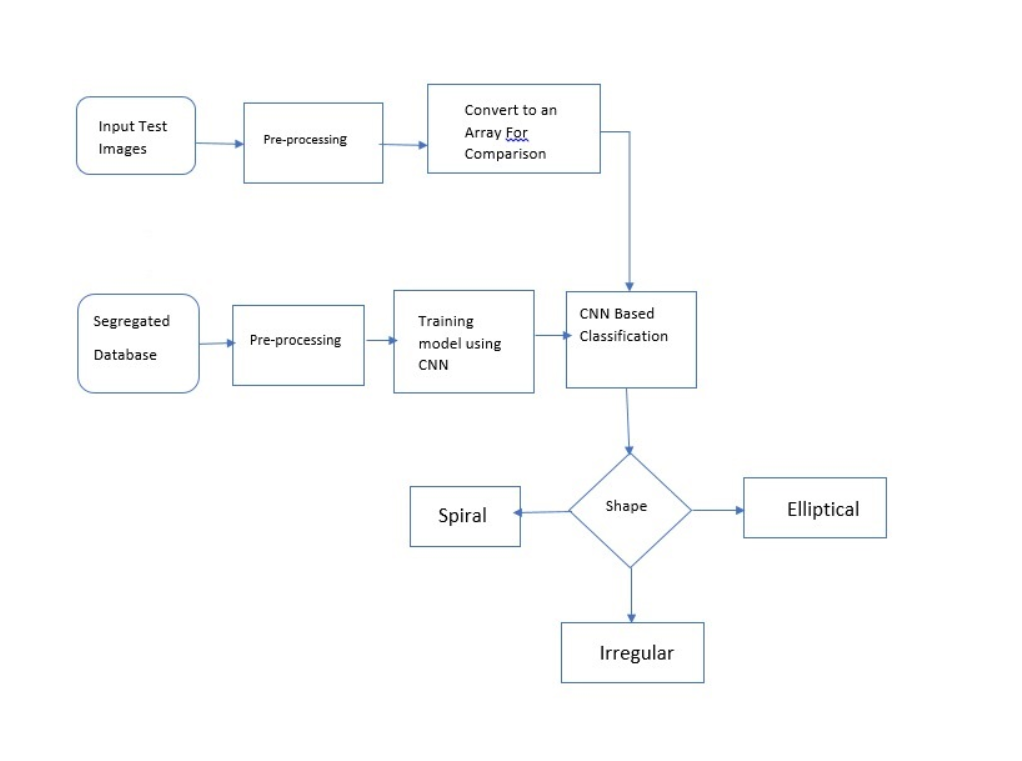 Input Test
Images
Pre-processing
Convert to an
Array For
Comparison
Segregated
Database
Pre-processing
Training
model using
CNN
CNN Based
Classification
Spiral
Shape
Elliptical
Irregular